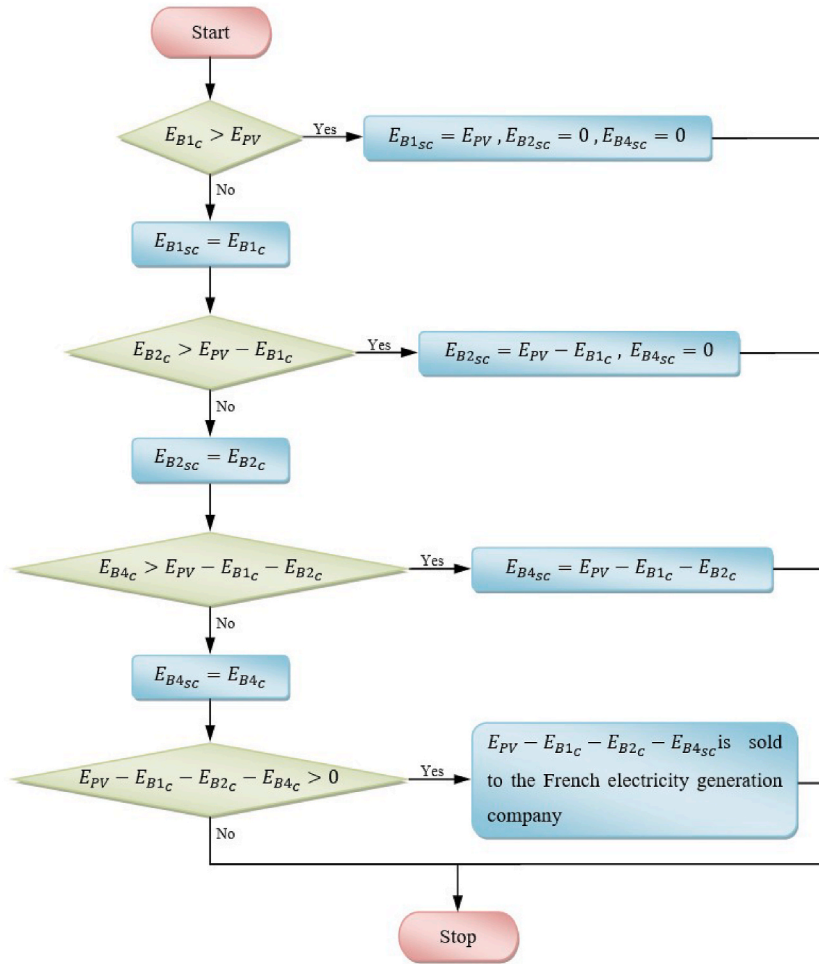 Start
E_{B1_c} > E_{PV}
Yes
E_{B1_{sc}} = E_{PV} , E_{B2_{sc}} = 0 , E_{B4_{sc}} = 0
No
E_{B1_{sc}} = E_{B1_c}
E_{B2_c} > E_{PV} − E_{B1_c}
Yes
E_{B2_{sc}} = E_{PV} − E_{B1_c} , E_{B4_{sc}} = 0
No
E_{B2_{sc}} = E_{B2_c}
E_{B4_c} > E_{PV} − E_{B1_c} − E_{B2_c}
Yes
E_{B4_{sc}} = E_{PV} − E_{B1_c} − E_{B2_c}
No
E_{B4_{sc}} = E_{B4_c}
E_{PV} − E_{B1_c} − E_{B2_c} − E_{B4_c} > 0
Yes
E_{PV} − E_{B1_c} − E_{B2_c} − E_{B4_{sc}} is sold
to the French electricity generation
company
No
Stop